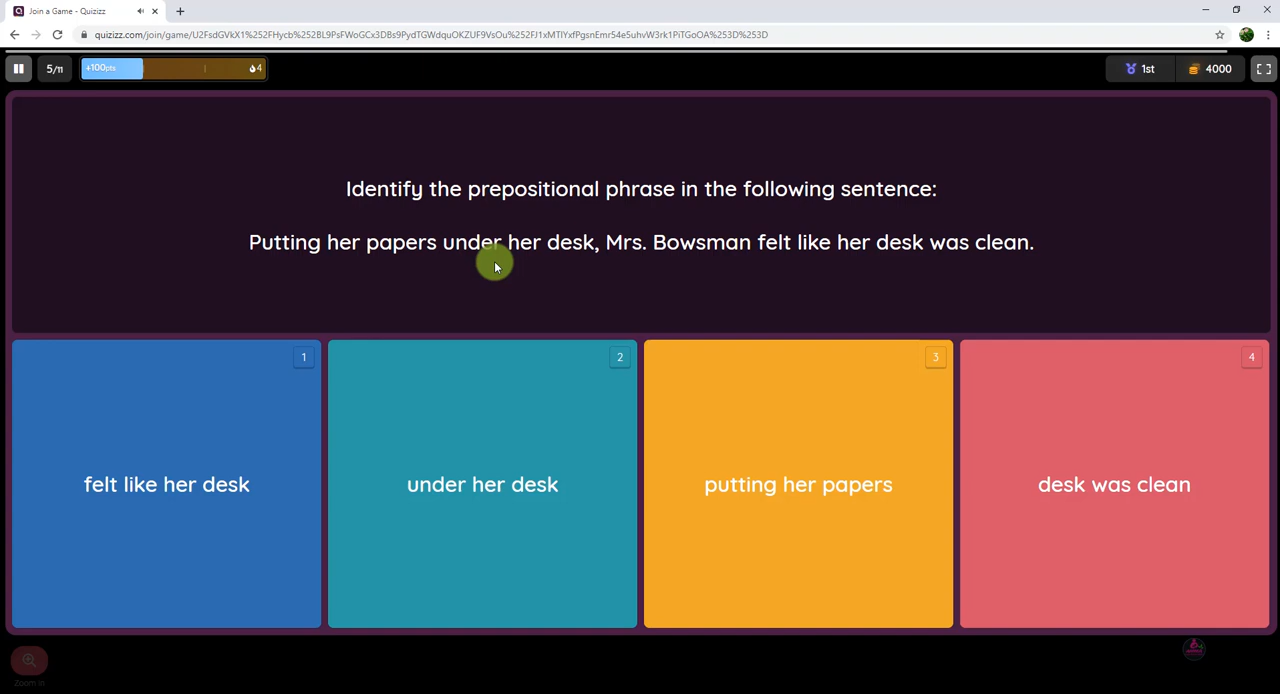 Join a Game - Quizizz
quizizz.com/join/game/U2FsdGVkX1%252FHycb%252BL9PsFWoGCx3DBs9PydTGWdquOKZUF9VsOu%252FJ1xMTlYxfPgsnEmr54e5uhvW3rk1PiTGoOA%253D%253D
5/11
+100pts
4
1st
4000
Identify the prepositional phrase in the following sentence:
Putting her papers under her desk, Mrs. Bowsman felt like her desk was clean.
1
2
3
4
felt like her desk
under her desk
putting her papers
desk was clean
Zoom in